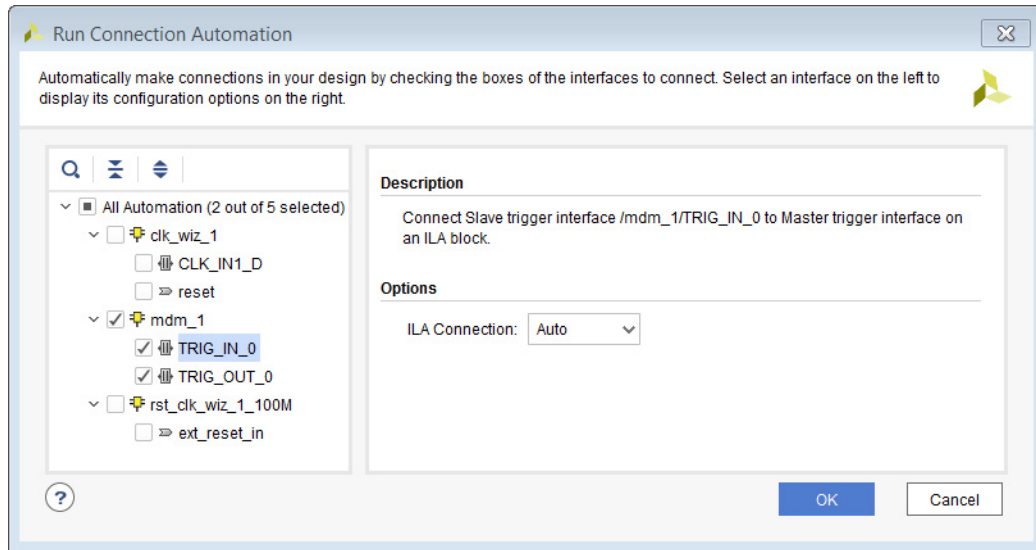 Run Connection Automation
Automatically make connections in your design by checking the boxes of the interfaces to connect. Select an interface on the left to
display its configuration options on the right.
All Automation (2 out of 5 selected)
clk_wiz_1
CLK_IN1_D
reset
mdm_1
TRIG_IN_0
TRIG_OUT_0
rst_clk_wiz_1_100M
ext_reset_in
Description
Connect Slave trigger interface /mdm_1/TRIG_IN_0 to Master trigger interface on
an ILA block.
Options
ILA Connection: Auto
?
OK Cancel